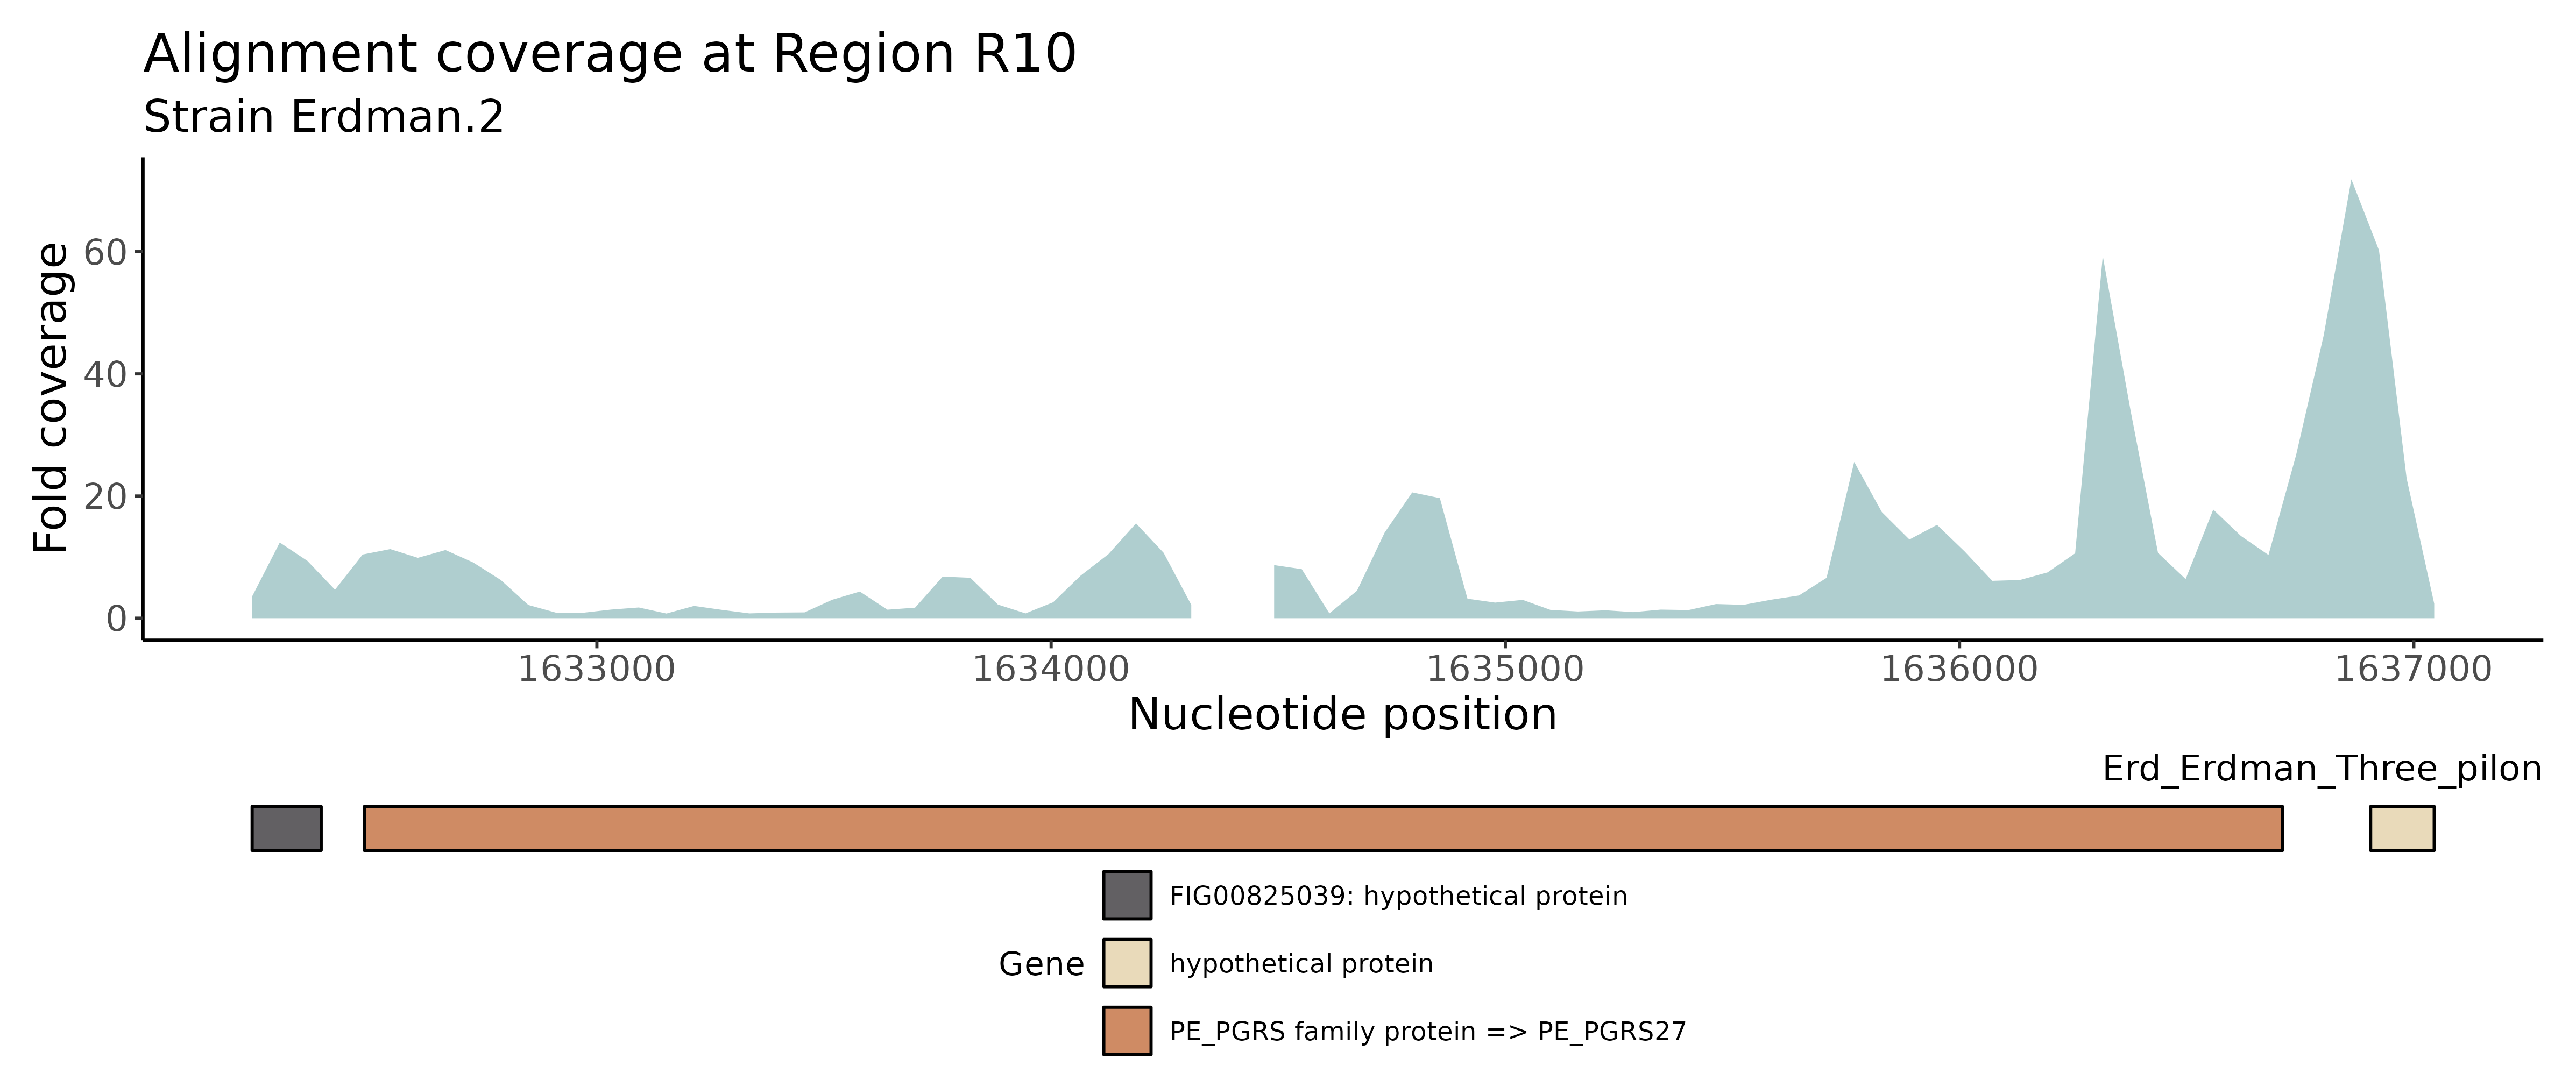 Alignment coverage at Region R10
Strain Erdman.2
Fold coverage
60
40
20
0
1633000 1634000 1635000 1636000 1637000
Nucleotide position
Erd_Erdman_Three_pilon
Gene
FIG00825039: hypothetical protein
hypothetical protein
PE_PGRS family protein => PE_PGRS27